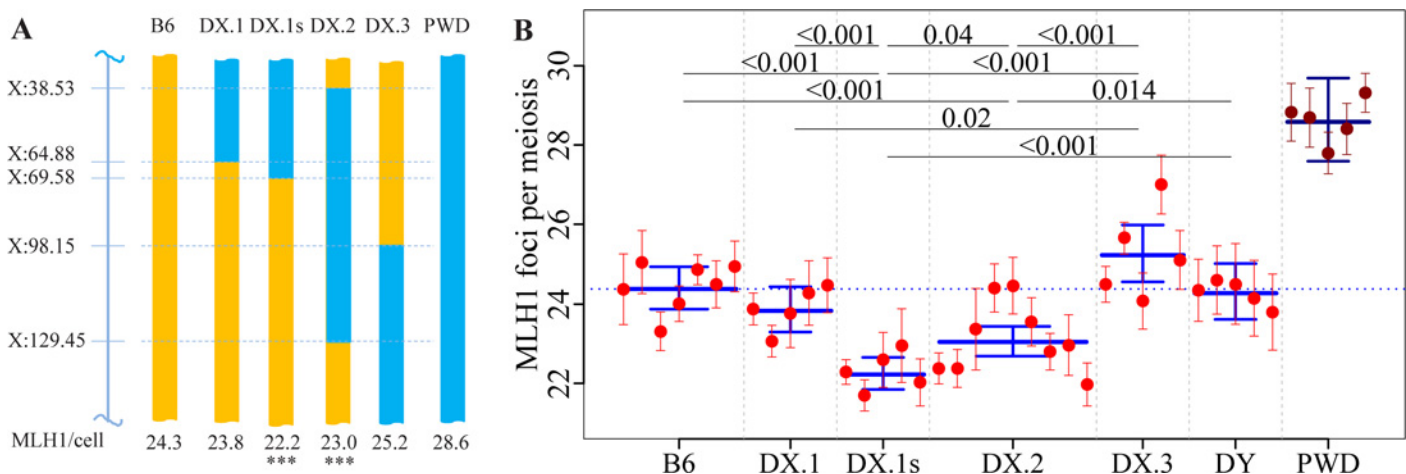 A
B6 DX.1 DX.1s DX.2 DX.3 PWD
X:38.53
X:64.88
X:69.58
X:98.15
X:129.45
MLH1/cell 24.3 23.8 22.2 23.0 25.2 28.6
*** ***
B
MLH1 foci per meiosis
30
28
26
24
22
<0.001 0.04 <0.001
<0.001 <0.001
<0.001 0.014
0.02
<0.001
B6 DX.1 DX.1s DX.2 DX.3 DY PWD